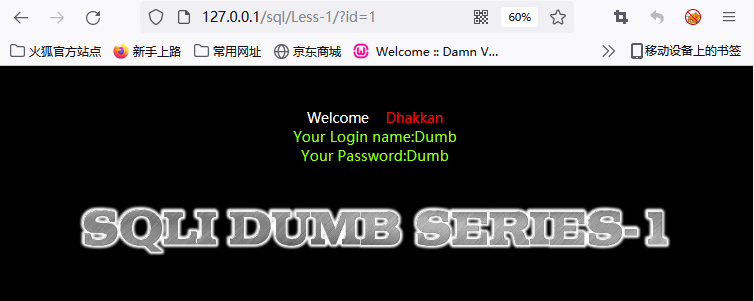 127.0.0.1/sql/Less-1/?id=1 60%
火狐官方站点 新手上路 常用网址 京东商城 Welcome :: Damn V... 移动设备上的书签
Welcome Dhakkan
Your Login name:Dumb
Your Password:Dumb
SQLI DUMB SERIES-1